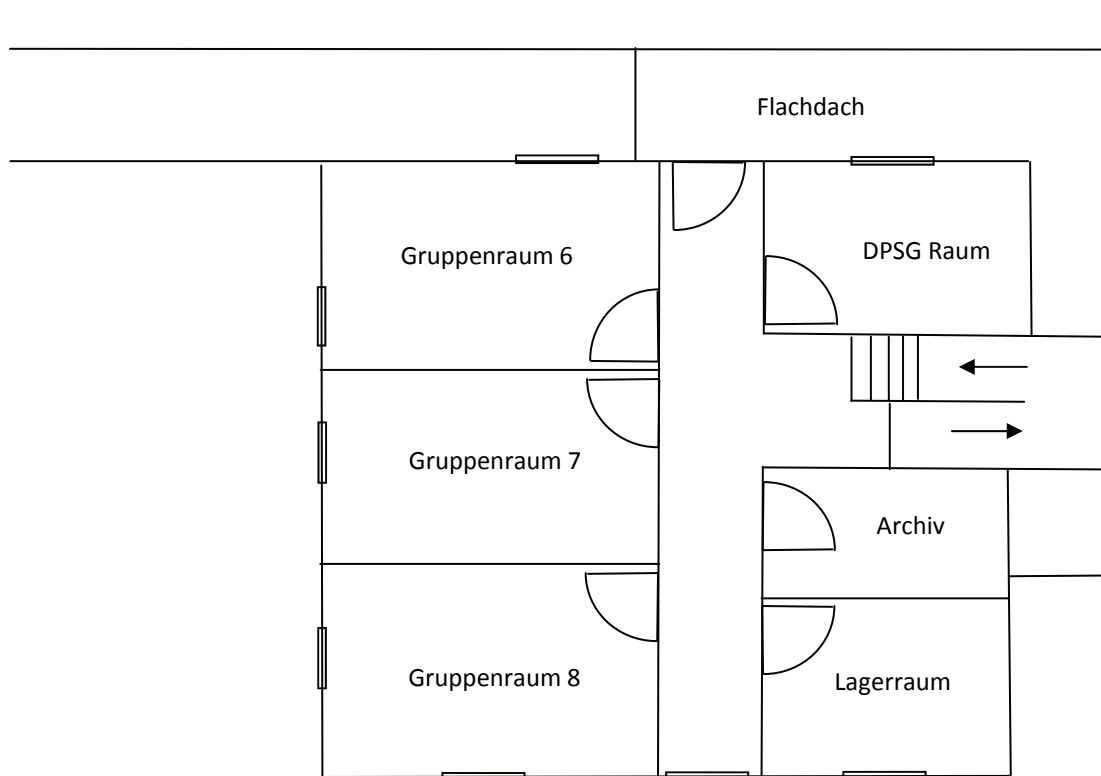 Flachdach
Gruppenraum 6
DPSG Raum
Gruppenraum 7
Archiv
Gruppenraum 8
Lagerraum